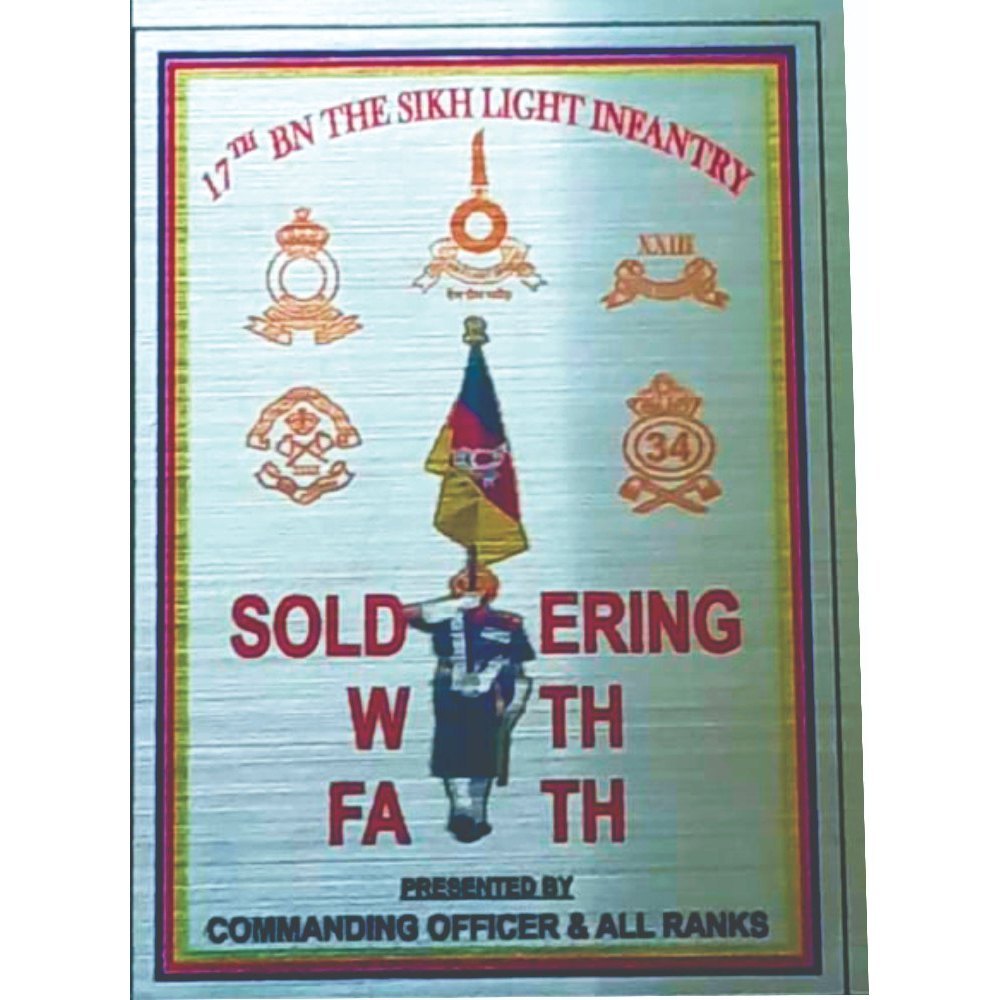 17TH BN THE SIKH LIGHT INFANTRY
XXIII
34
SOLD ERING
W TH
FA TH
PRESENTED BY
COMMANDING OFFICER & ALL RANKS